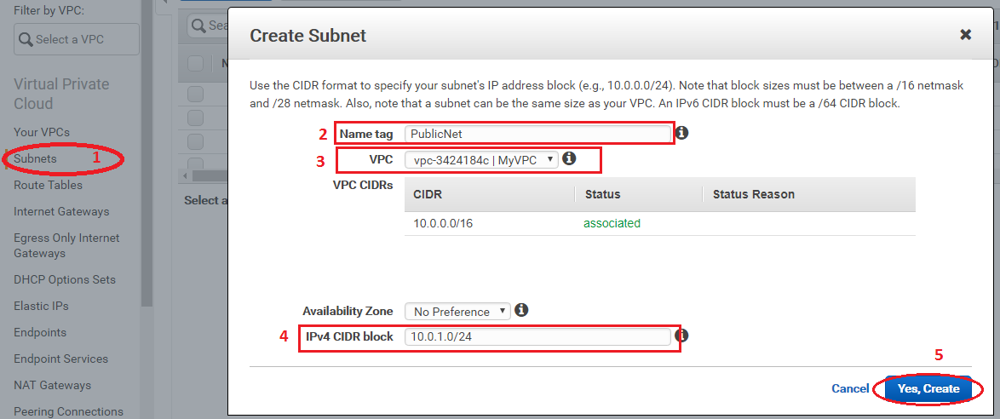 Filter by VPC:
Select a VPC
Virtual Private
Cloud
Your VPCs
Subnets 1
Route Tables
Internet Gateways
Egress Only Internet
Gateways
DHCP Options Sets
Elastic IPs
Endpoints
Endpoint Services
NAT Gateways
Peering Connections
Sea
Select a
Create Subnet
Use the CIDR format to specify your subnet's IP address block (e.g., 10.0.0.0/24). Note that block sizes must be between a /16 netmask
and /28 netmask. Also, note that a subnet can be the same size as your VPC. An IPv6 CIDR block must be a /64 CIDR block.
2 Name tag PublicNet
3 VPC vpc-3424184c | MyVPC
VPC CIDRs
CIDR Status Status Reason
10.0.0.0/16 associated
Availability Zone No Preference
4 IPv4 CIDR block 10.0.1.0/24
5
Cancel Yes, Create